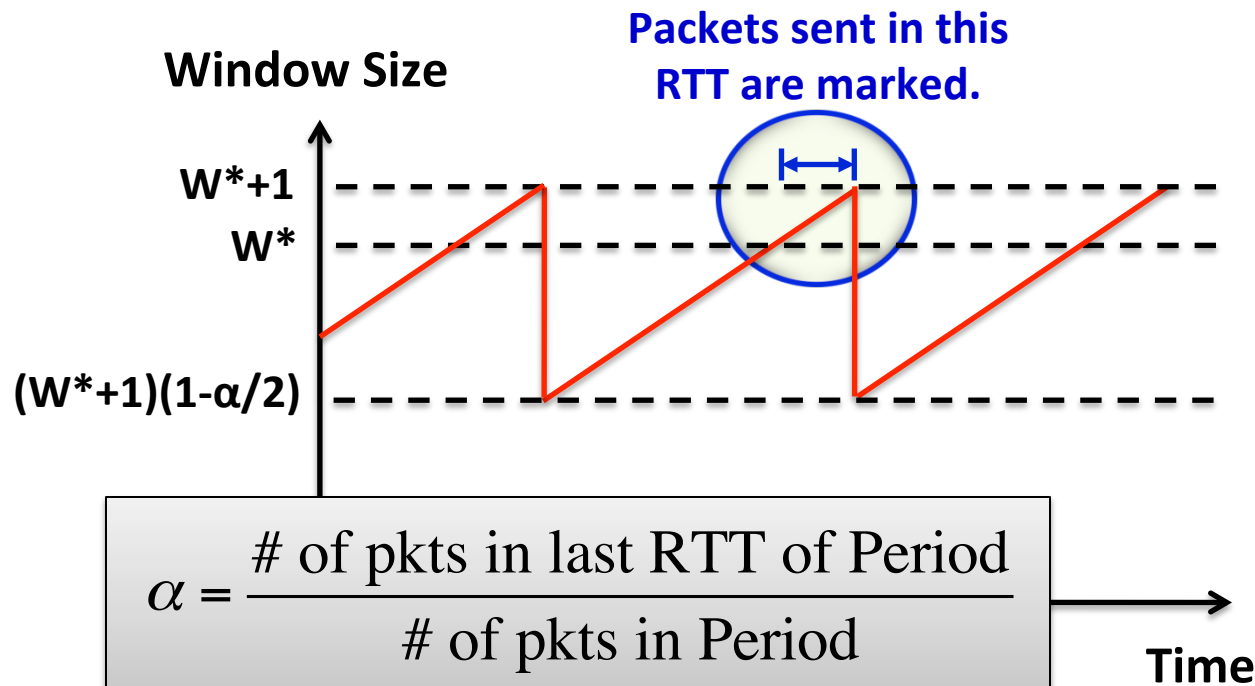 Packets sent in this
RTT are marked.
Window Size
W*+1
W*
(W*+1)(1-α/2)
α = # of pkts in last RTT of Period
# of pkts in Period
Time